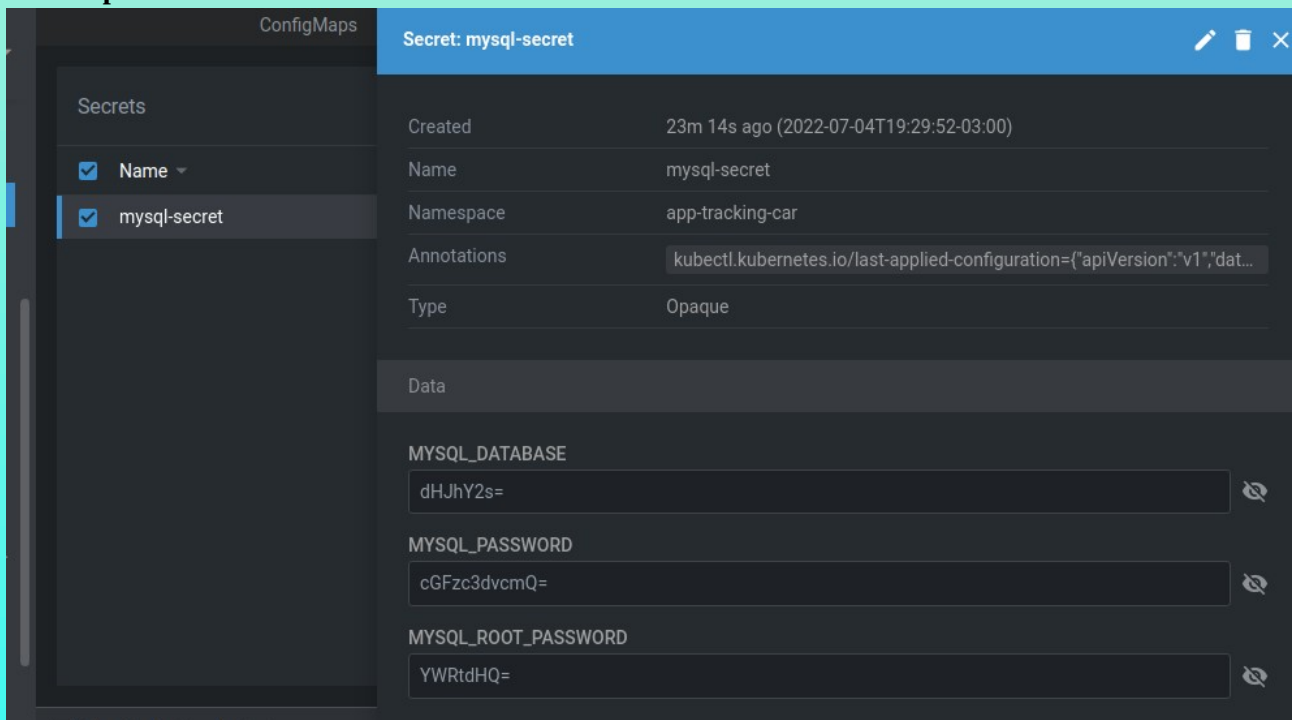 ConfigMaps
Secret: mysql-secret
Secrets
Name
mysql-secret
Created 23m 14s ago (2022-07-04T19:29:52-03:00)
Name mysql-secret
Namespace app-tracking-car
Annotations kubectl.kubernetes.io/last-applied-configuration={"apiVersion":"v1","dat...
Type Opaque
Data
MYSQL_DATABASE
dHJhY2s=
MYSQL_PASSWORD
cGFzc3dvcmQ=
MYSQL_ROOT_PASSWORD
YWRtdHQ=